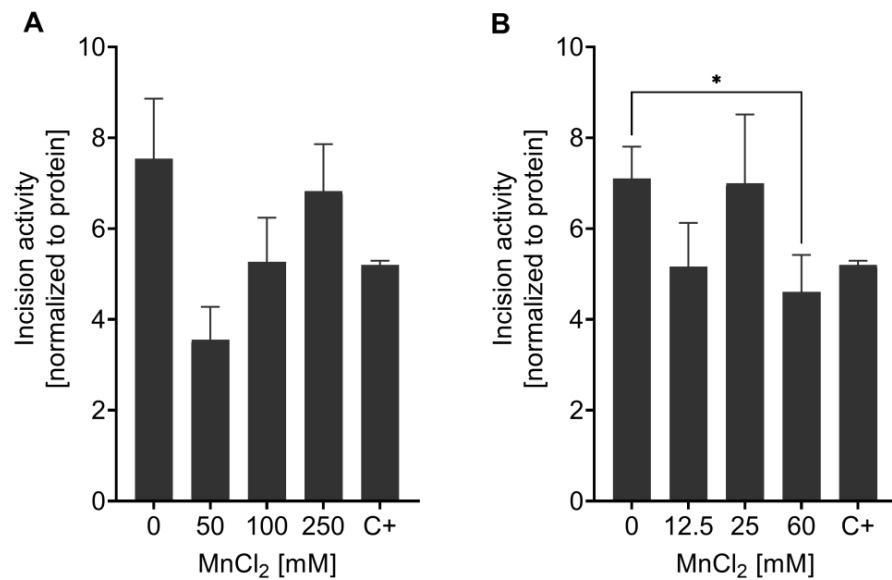 A
Incision activity
[normalized to protein]
10
8
6
4
2
0
0 50 100 250 C+
MnCl₂ [mM]
B
Incision activity
[normalized to protein]
10
8
6
4
2
0
*
0 12.5 25 60 C+
MnCl₂ [mM]